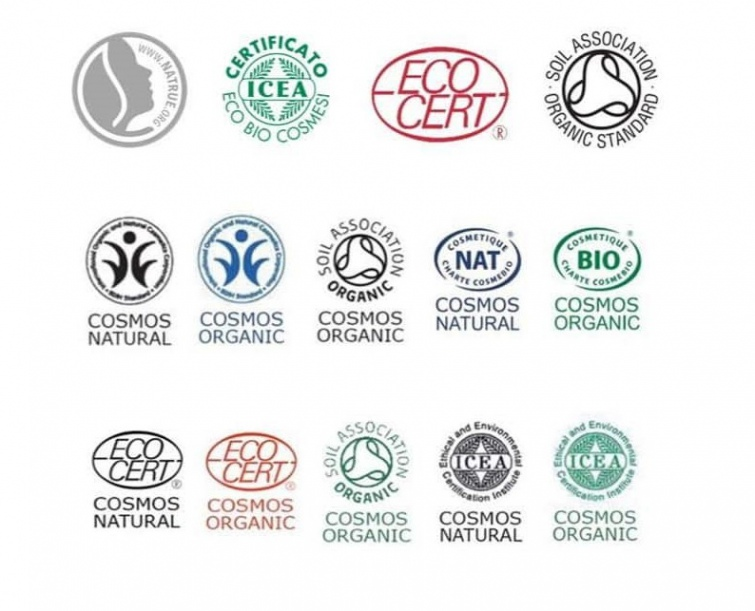 WWW.NATRUE.ORG
CERTIFICATO
ICEA
ECO BIO COSMESI
ECO
CERT
®
SOIL ASSOCIATION
ORGANIC STANDARD
COSMOS
NATURAL
COSMOS
ORGANIC
SOIL ASSOCIATION
ORGANIC
COSMOS
ORGANIC
COSMETIQUE
®
NAT
CHARTE COSMEBIO
COSMOS
NATURAL
COSMETIQUE
®
BIO
CHARTE COSMEBIO
COSMOS
ORGANIC
ECO
CERT
®
COSMOS
NATURAL
ECO
CERT
®
COSMOS
ORGANIC
SOIL ASSOCIATION
ORGANIC
COSMOS
ORGANIC
Ethical and Environmental
ICEA
Certification Institute
COSMOS
NATURAL
Ethical and Environmental
ICEA
Certification Institute
COSMOS
ORGANIC